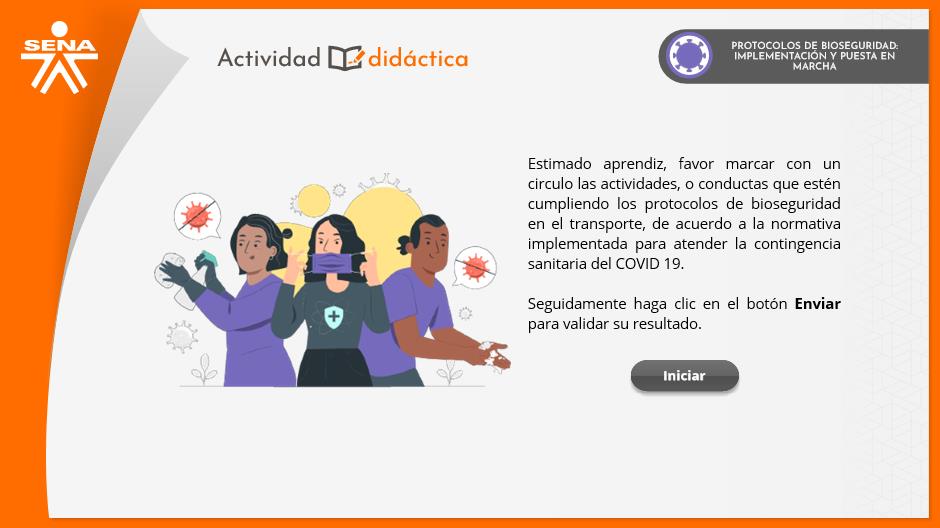 SENA
Actividad didáctica
PROTOCOLOS DE BIOSEGURIDAD:
IMPLEMENTACIÓN Y PUESTA EN
MARCHA
Estimado aprendiz, favor marcar con un
circulo las actividades, o conductas que estén
cumpliendo los protocolos de bioseguridad
en el transporte, de acuerdo a la normativa
implementada para atender la contingencia
sanitaria del COVID 19.
Seguidamente haga clic en el botón Enviar
para validar su resultado.
Iniciar